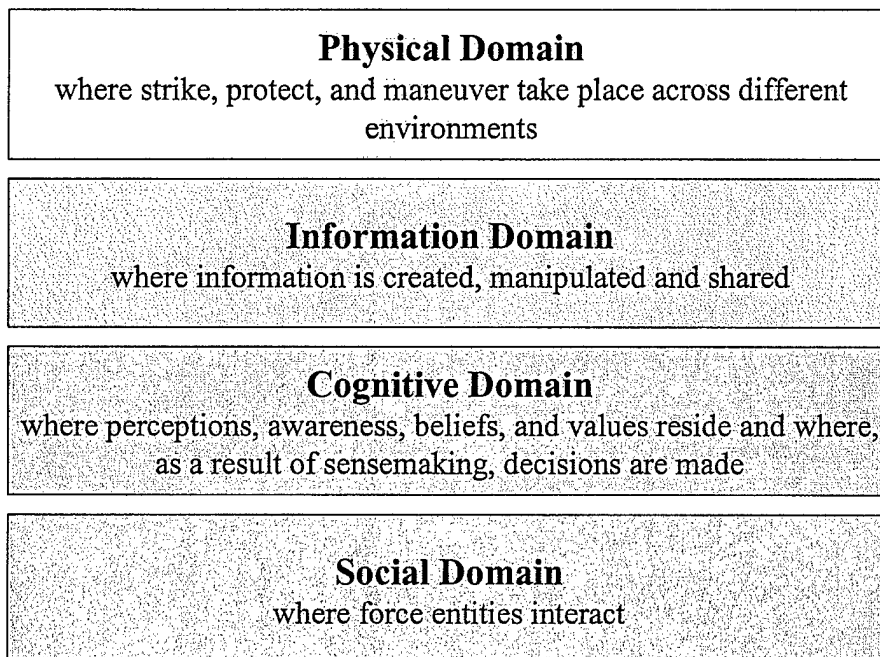 Physical Domain
where strike, protect, and maneuver take place across different
environments
Information Domain
where information is created, manipulated and shared
Cognitive Domain
where perceptions, awareness, beliefs, and values reside and where,
as a result of sensemaking, decisions are made
Social Domain
where force entities interact